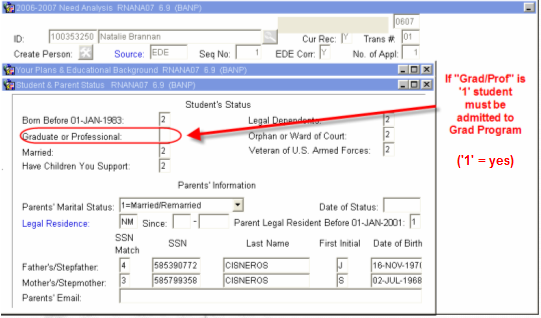 2006-2007 Need Analysis RNANA07 6.9 (BANP)
0607
ID: 100353250 Natalie Brannan Cur Rec: Y Trans #: 01
Create Person: Source: EDE Seq No: 1 EDE Corr: Y No. of Appl: 1
Your Plans & Educational Background RNANA07 6.9 (BANP)
Student & Parent Status RNANA07 6.9 (BANP)
Student's Status
Born Before 01-JAN-1983: 2 Legal Dependents: 2
Graduate or Professional: 2 Orphan or Ward of Court: 2
Married: 2 Veteran of U.S. Armed Forces: 2
Have Children You Support: 2
Parents' Information
Parents' Marital Status: 1=Married/Remarried Date of Status:
Legal Residence: NM Since: - Parent Legal Resident Before 01-JAN-2001: 1
SSN
Match SSN Last Name First Initial Date of Birth
Father's/Stepfather: 4 585390772 CISNEROS J 16-NOV-197
Mother's/Stepmother: 3 585799358 CISNEROS S 02-JUL-1968
Parents' Email:
If "Grad/Prof" is
'1' student
must be
admitted to
Grad Program
('1' = yes)